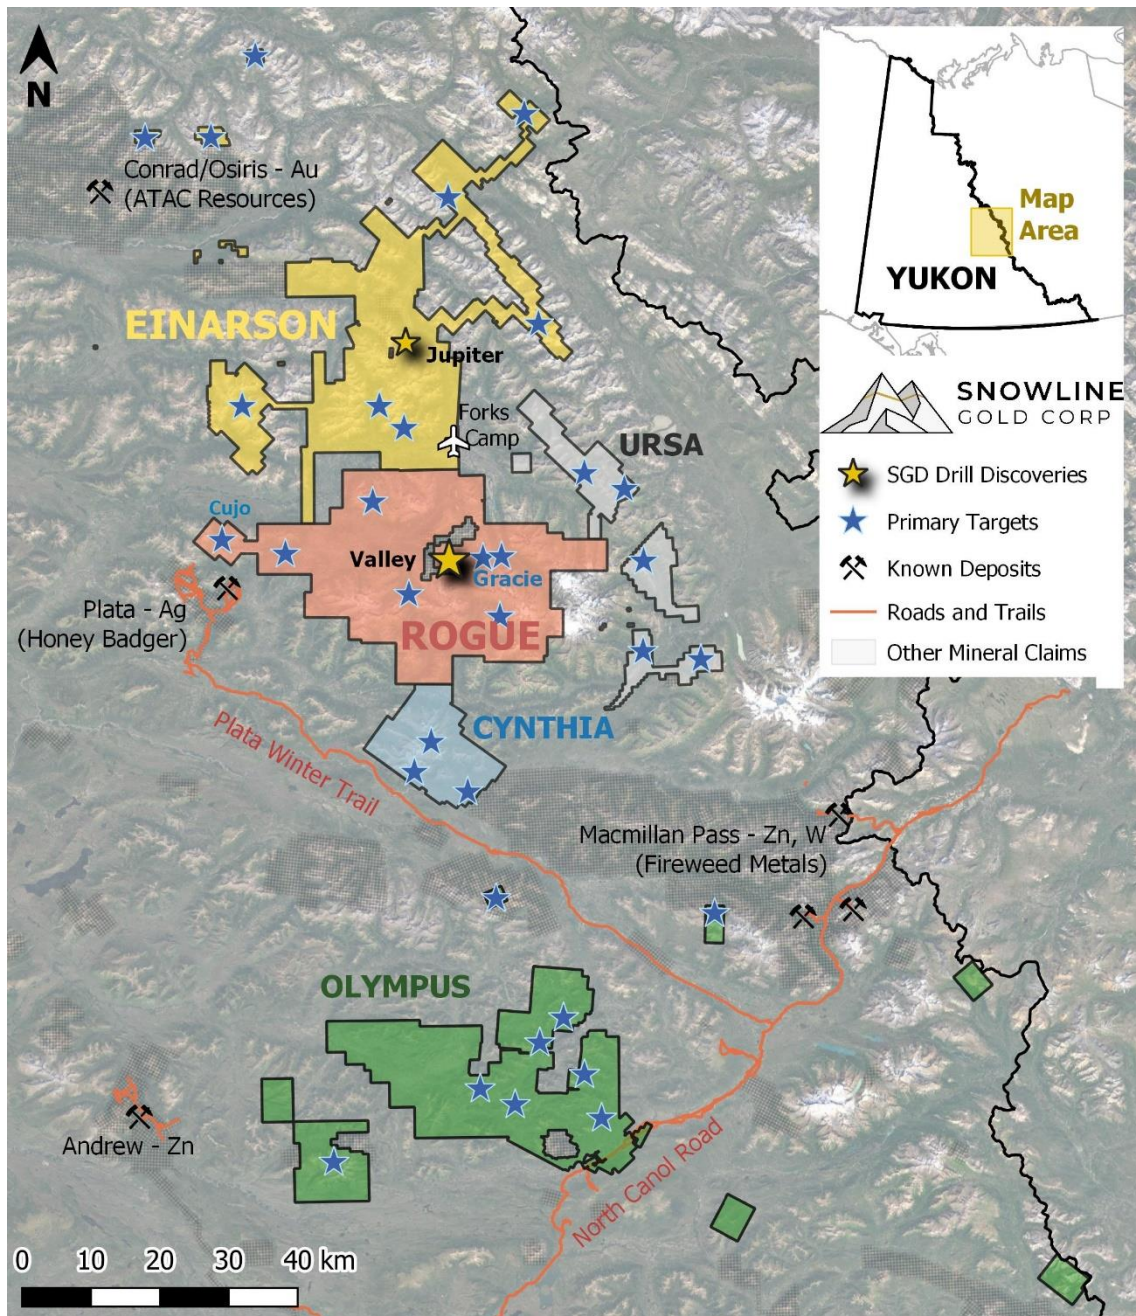 N
Conrad/Osiris - Au
(ATAC Resources)
EINARSON
Jupiter
Forks
Camp
URSA
Cujo
Valley
Gracie
Plata - Ag
(Honey Badger)
ROGUE
CYNTHIA
Plata Winter Trail
Macmillan Pass - Zn, W
(Fireweed Metals)
OLYMPUS
Andrew - Zn
North Canol Road
0 10 20 30 40 km
Map
Area
YUKON
SNOWLINE
GOLD CORP
SGD Drill Discoveries
Primary Targets
Known Deposits
Roads and Trails
Other Mineral Claims